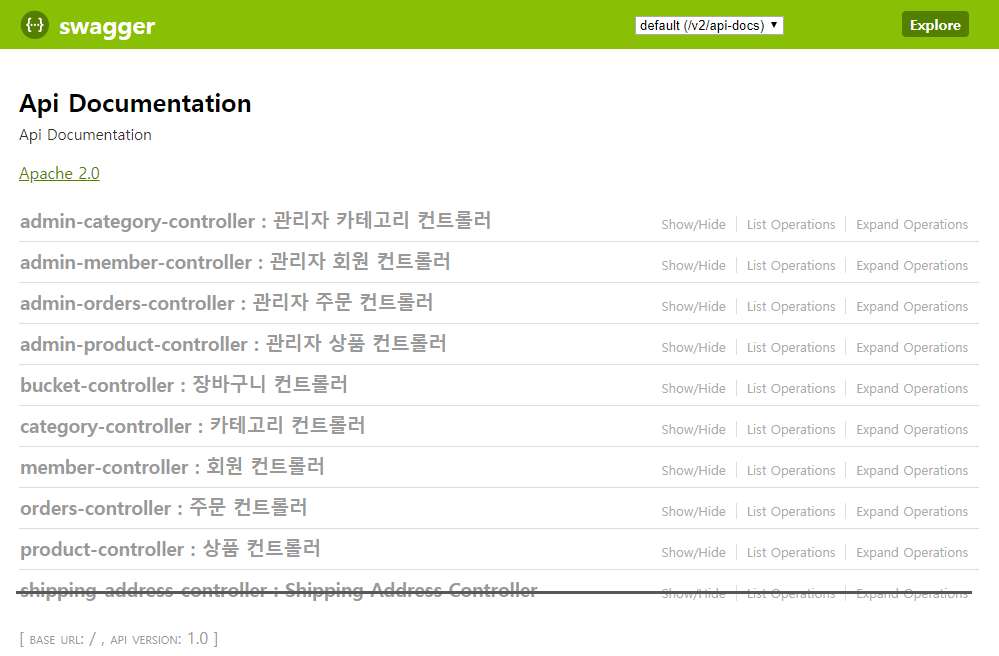 {···} swagger default (/v2/api-docs) ▼ Explore
Api Documentation
Api Documentation
Apache 2.0
admin-category-controller : 관리자 카테고리 컨트롤러 Show/Hide List Operations Expand Operations
admin-member-controller : 관리자 회원 컨트롤러 Show/Hide List Operations Expand Operations
admin-orders-controller : 관리자 주문 컨트롤러 Show/Hide List Operations Expand Operations
admin-product-controller : 관리자 상품 컨트롤러 Show/Hide List Operations Expand Operations
bucket-controller : 장바구니 컨트롤러 Show/Hide List Operations Expand Operations
category-controller : 카테고리 컨트롤러 Show/Hide List Operations Expand Operations
member-controller : 회원 컨트롤러 Show/Hide List Operations Expand Operations
orders-controller : 주문 컨트롤러 Show/Hide List Operations Expand Operations
product-controller : 상품 컨트롤러 Show/Hide List Operations Expand Operations
shipping-address-controller : Shipping Address Controller Show/Hide List Operations Expand Operations
[ BASE URL: / , API VERSION: 1.0 ]